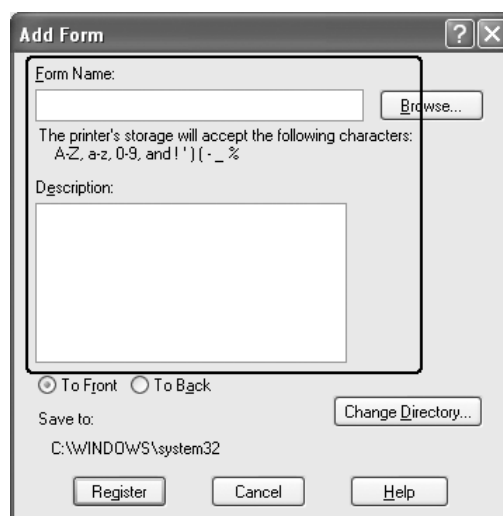 Add Form
Form Name:
Browse...
The printer's storage will accept the following characters:
A-Z, a-z, 0-9, and ! ' ) ( - _ %
Description:
To Front To Back
Change Directory...
Save to:
C:\WINDOWS\system32
Register Cancel Help